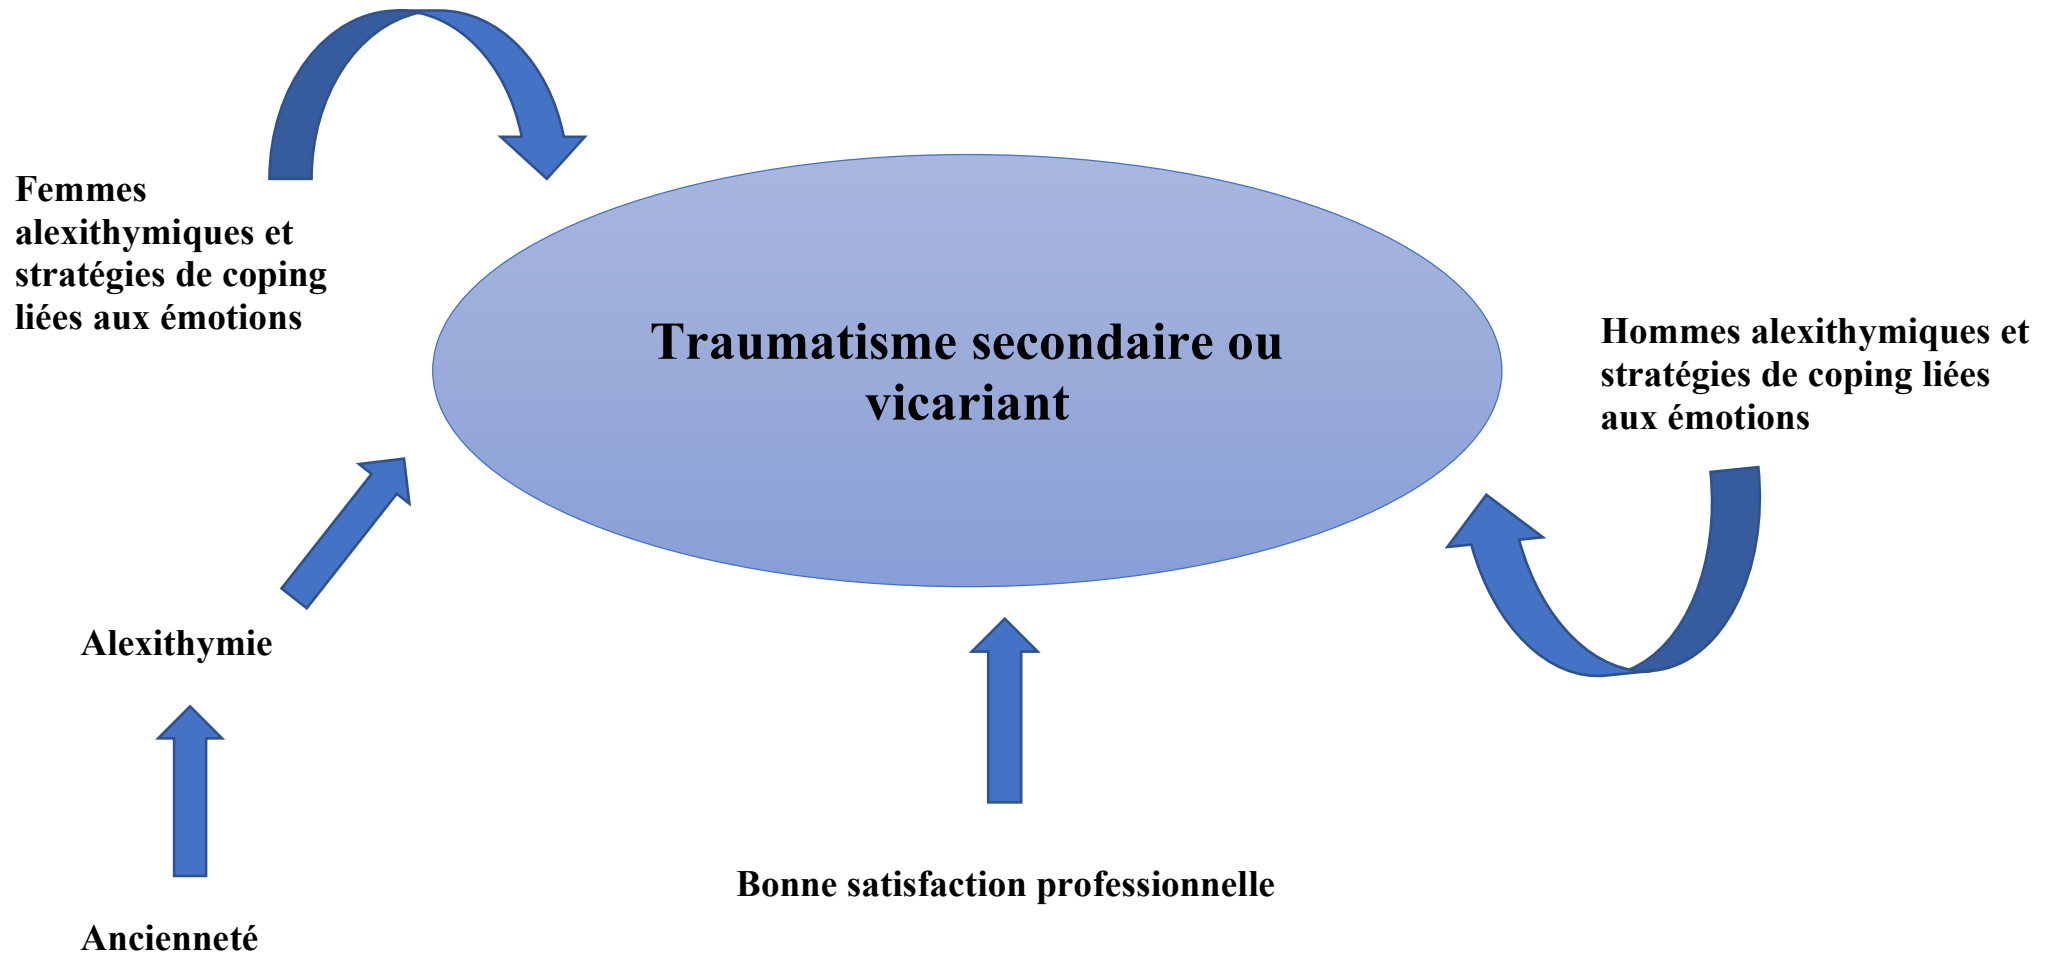 Femmes
alexithymiques et
stratégies de coping
liées aux émotions
Traumatisme secondaire ou
vicariant
Hommes alexithymiques et
stratégies de coping liées
aux émotions
Alexithymie
Bonne satisfaction professionnelle
Ancienneté